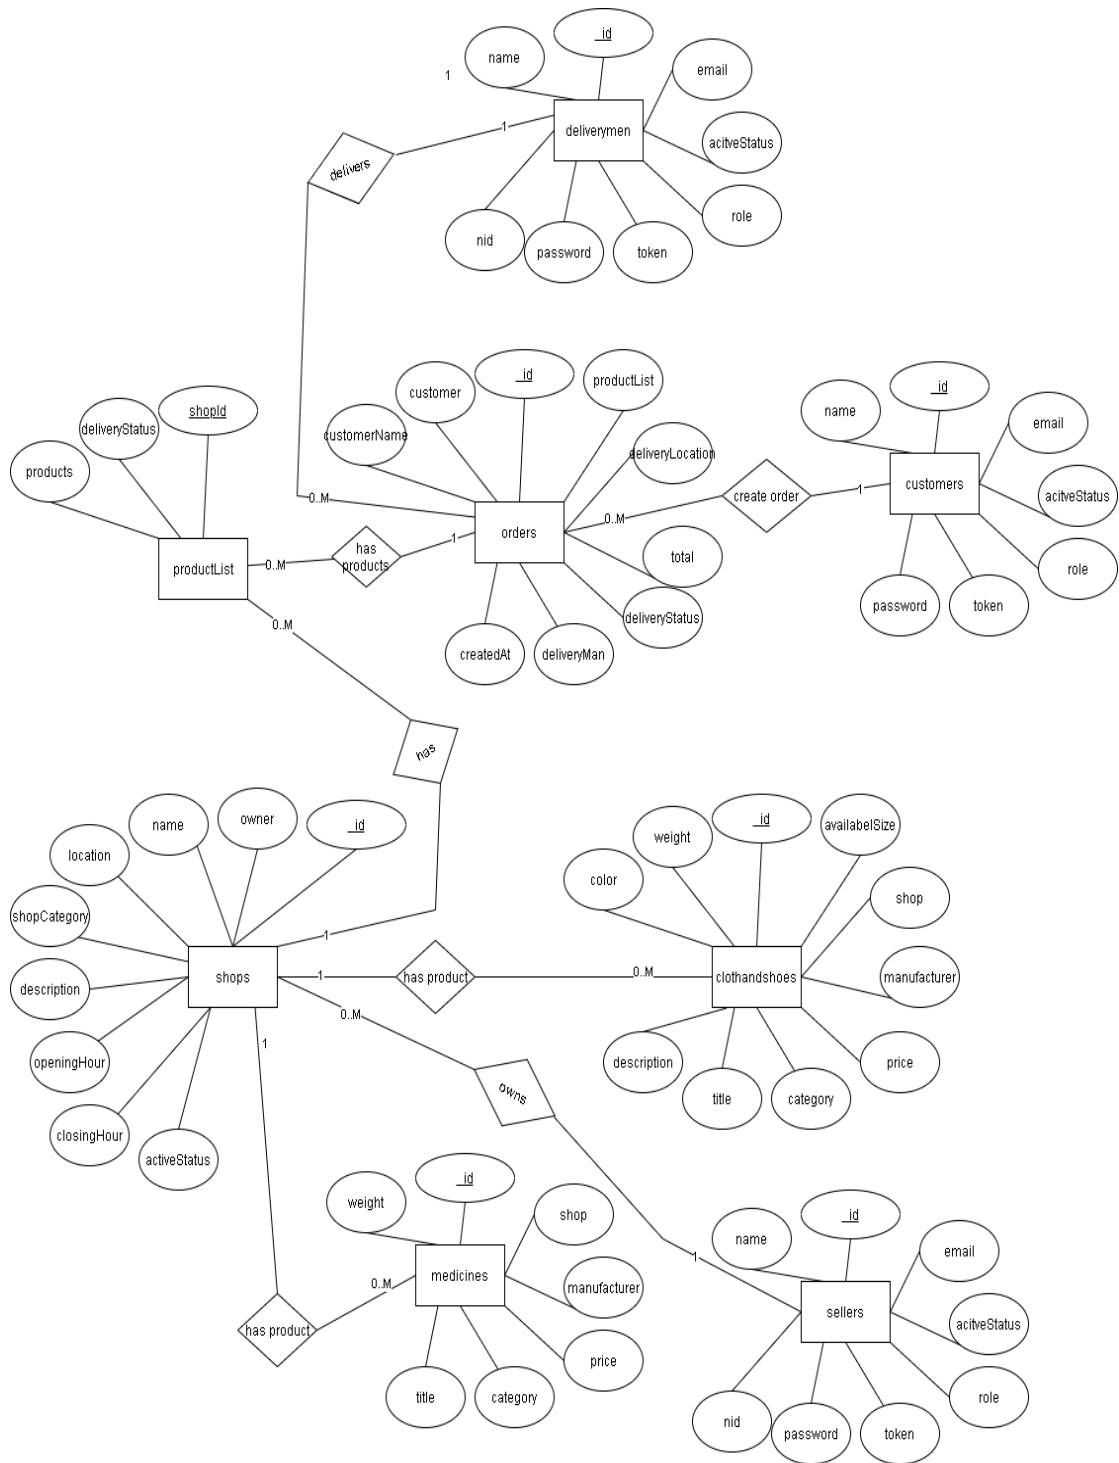 _id
name
email
1
deliverymen
1
acitveStatus
delivers
role
nid
password
token
_id
productList
customer
_id
name
shopId
email
deliveryStatus
customerName
deliveryLocation
products
acitveStatus
customers
0..M
create order
1
0..M
orders
has
products
1
total
productList
0..M
role
password
token
deliveryStatus
0..M
createdAt
deliveryMan
has
_id
owner
name
_id
availabelSize
weight
location
color
shop
shopCategory
1
shops
1
has product
0..M
clothandshoes
manufacturer
description
0..M
1
openingHour
description
price
owns
title
category
closingHour
activeStatus
_id
weight
shop
_id
name
email
1
medicines
0..M
manufacturer
sellers
acitveStatus
has product
price
title
category
role
nid
password
token